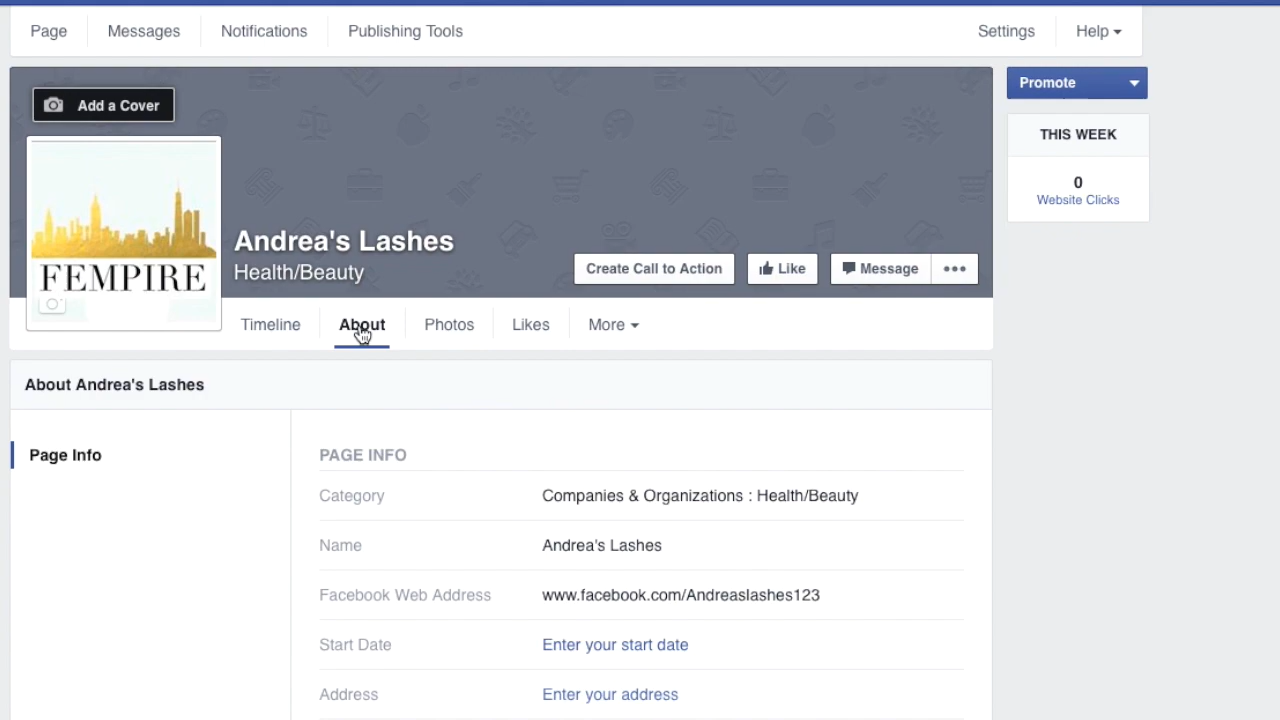 Page Messages Notifications Publishing Tools Settings Help
Add a Cover
Promote
THIS WEEK
0
Website Clicks
FEMPIRE
Andrea's Lashes
Health/Beauty
Create Call to Action Like Message •••
Timeline About Photos Likes More
About Andrea's Lashes
Page Info
PAGE INFO
Category Companies & Organizations : Health/Beauty
Name Andrea's Lashes
Facebook Web Address www.facebook.com/Andreaslashes123
Start Date Enter your start date
Address Enter your address